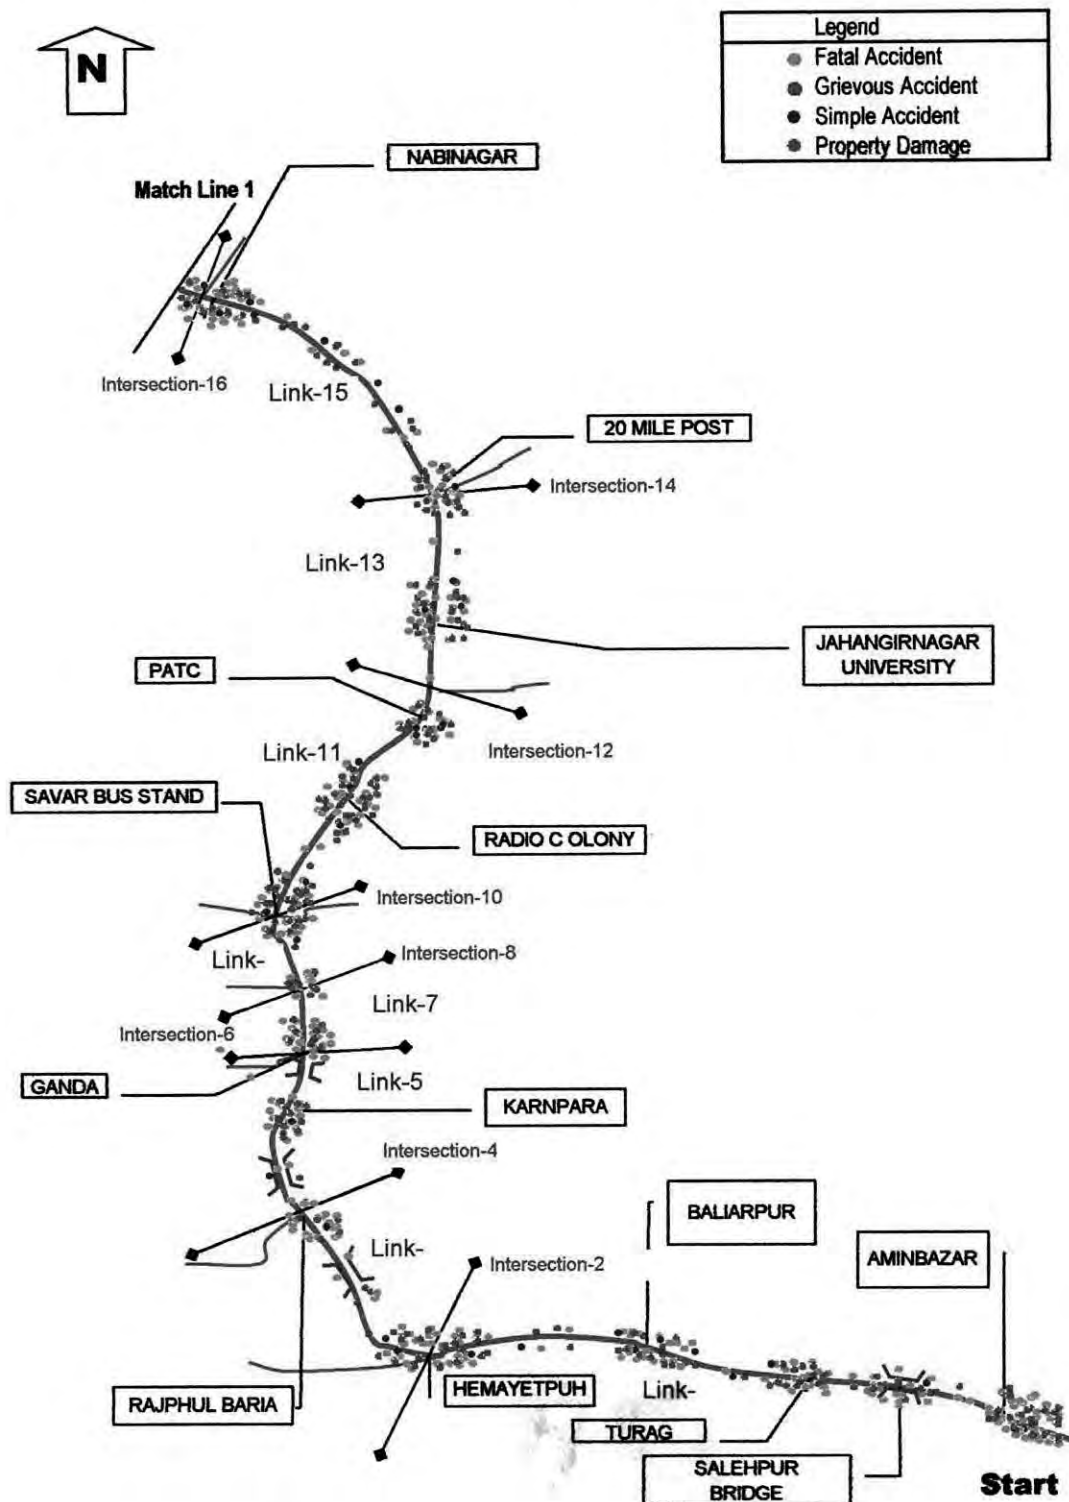 N
Legend
Fatal Accident
Grievous Accident
Simple Accident
Property Damage
NABINAGAR
Match Line 1
Intersection-16
Link-15
20 MILE POST
Intersection-14
Link-13
JAHANGIRNAGAR
UNIVERSITY
PATC
Link-11
Intersection-12
SAVAR BUS STAND
RADIO C OLONY
Intersection-10
Link-
Intersection-8
Link-7
Intersection-6
GANDA
Link-5
KARNPARA
Intersection-4
BALIARPUR
Link-
Intersection-2
AMINBAZAR
RAJPHUL BARIA
HEMAYETPUH
Link-
TURAG
SALEHPUR
BRIDGE
Start